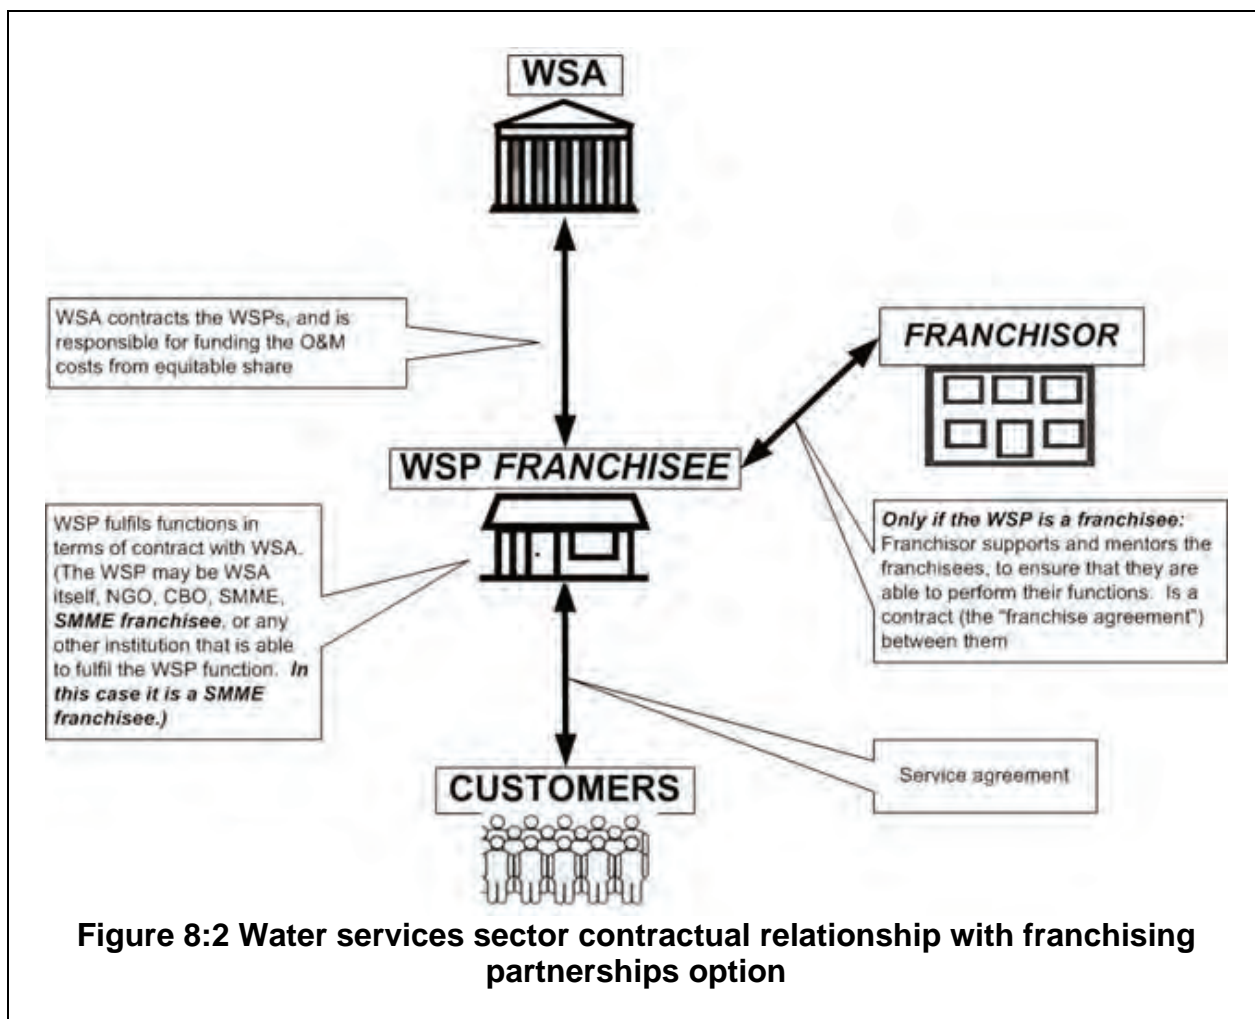 WSA
WSA contracts the WSPs, and is
responsible for funding the O&M
costs from equitable share
FRANCHISOR
WSP FRANCHISEE
WSP fulfils functions in
terms of contract with WSA.
(The WSP may be WSA
itself, NGO, CBO, SMME,
SMME franchisee, or any
other institution that is able
to fulfil the WSP function. In
this case it is a SMME
franchisee.)
Only if the WSP is a franchisee:
Franchisor supports and mentors the
franchisees, to ensure that they are
able to perform their functions. Is a
contract (the "franchise agreement")
between them
Service agreement
CUSTOMERS
Figure 8:2 Water services sector contractual relationship with franchising
partnerships option